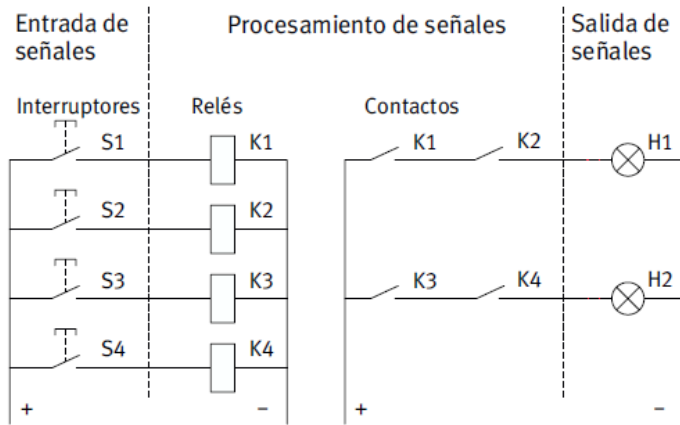 Entrada de
señales
Procesamiento de señales
Salida de
señales
Interruptores
Relés
Contactos
S1
K1
K1
K2
H1
S2
K2
S3
K3
K3
K4
H2
S4
K4
+
–
+
–